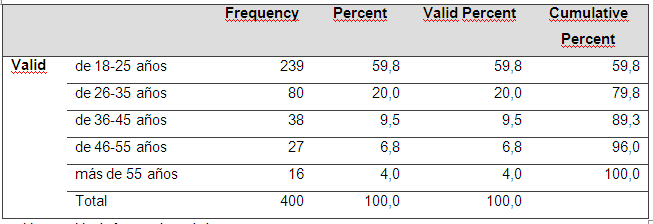 Frequency Percent Valid Percent Cumulative Percent
Valid de 18-25 años 239 59,8 59,8 59,8
de 26-35 años 80 20,0 20,0 79,8
de 36-45 años 38 9,5 9,5 89,3
de 46-55 años 27 6,8 6,8 96,0
más de 55 años 16 4,0 4,0 100,0
Total 400 100,0 100,0